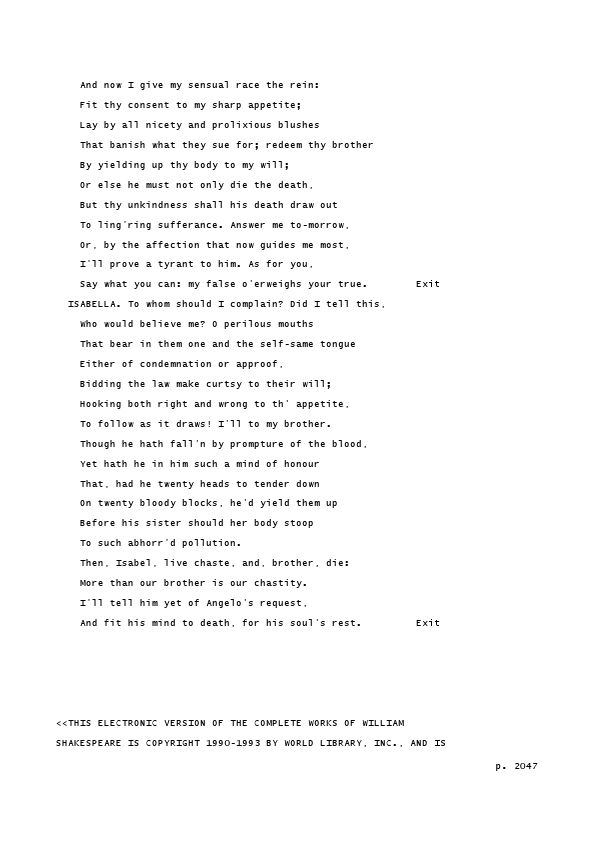 And now I give my sensual race the rein:
Fit thy consent to my sharp appetite;
Lay by all nicety and prolixious blushes
That banish what they sue for; redeem thy brother
By yielding up thy body to my will;
Or else he must not only die the death,
But thy unkindness shall his death draw out
To ling'ring sufferance. Answer me to-morrow,
Or, by the affection that now guides me most,
I'll prove a tyrant to him. As for you,
Say what you can: my false o'erweighs your true. Exit
ISABELLA. To whom should I complain? Did I tell this,
Who would believe me? O perilous mouths
That bear in them one and the self-same tongue
Either of condemnation or approof,
Bidding the law make curtsy to their will;
Hooking both right and wrong to th' appetite,
To follow as it draws! I'll to my brother.
Though he hath fall'n by prompture of the blood,
Yet hath he in him such a mind of honour
That, had he twenty heads to tender down
On twenty bloody blocks, he'd yield them up
Before his sister should her body stoop
To such abhorr'd pollution.
Then, Isabel, live chaste, and, brother, die:
More than our brother is our chastity.
I'll tell him yet of Angelo's request,
And fit his mind to death, for his soul's rest. Exit
<<THIS ELECTRONIC VERSION OF THE COMPLETE WORKS OF WILLIAM
SHAKESPEARE IS COPYRIGHT 1990-1993 BY WORLD LIBRARY, INC., AND IS
p. 2047